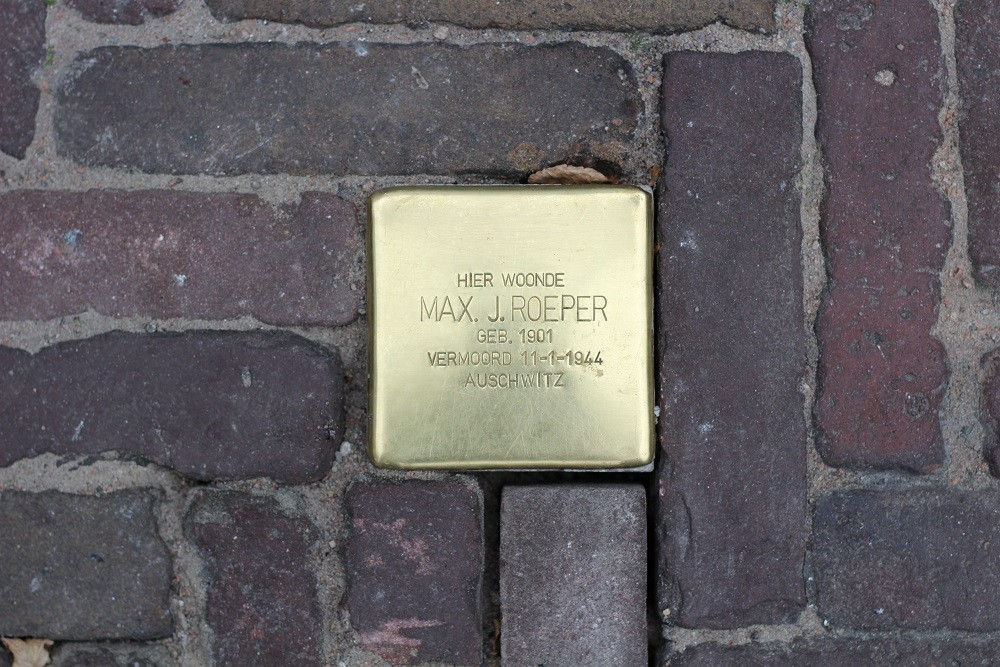 HIER WOONDE
MAX. J. ROEPER
GEB. 1901
VERMOORD 11-1-1944
AUSCHWITZ